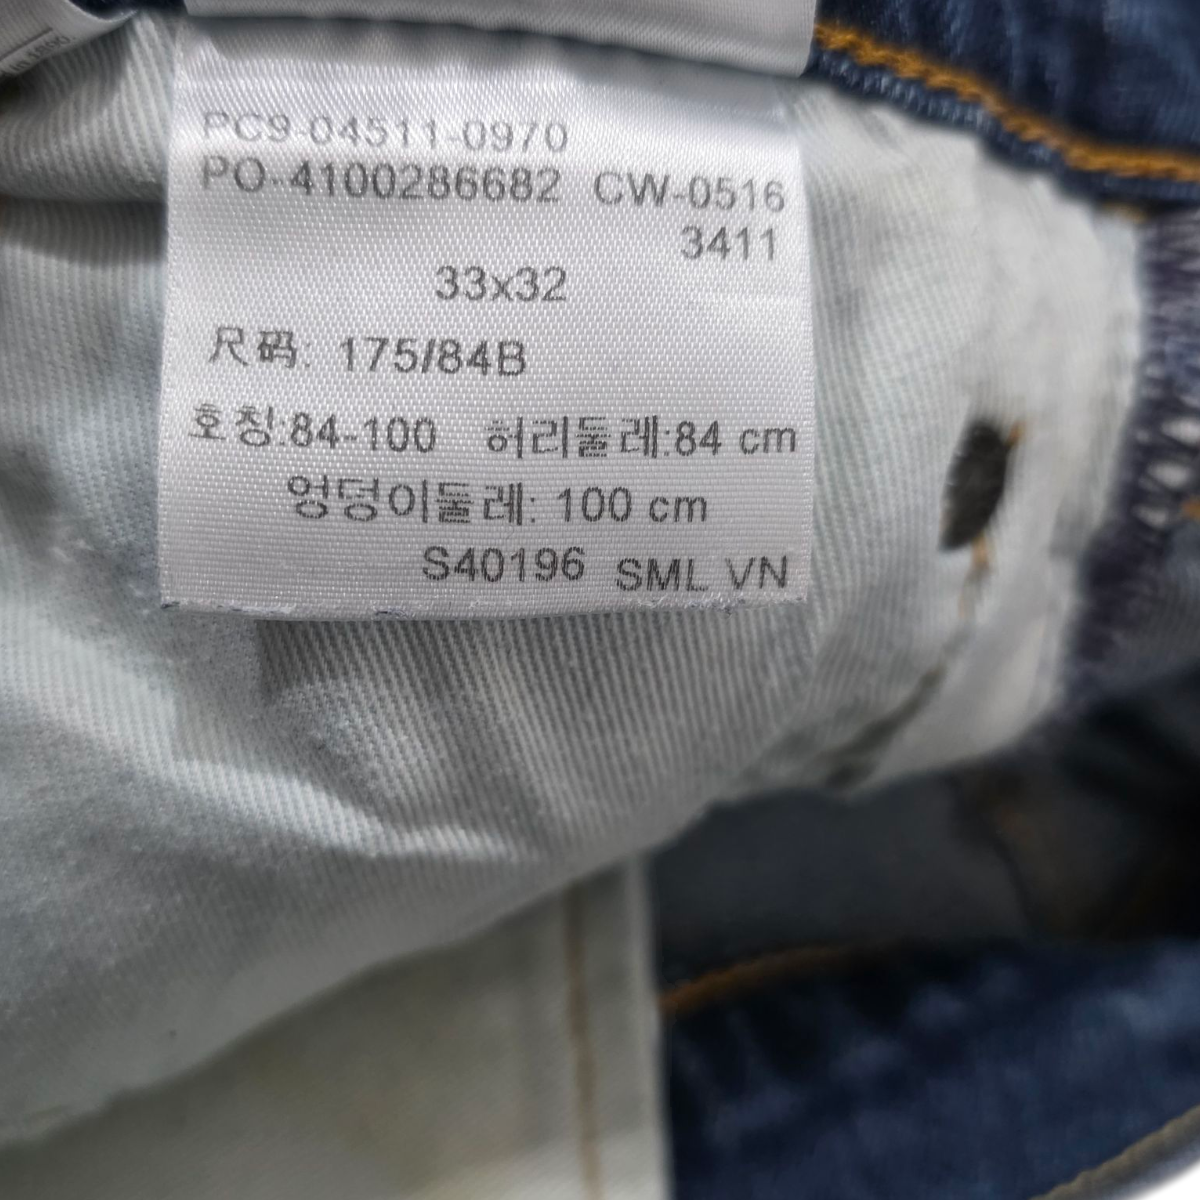 PC9-04511-0970
PO-4100286682 CW-0516
3411
33x32
尺码: 175/84B
호칭:84-100 허리둘레:84 cm
엉덩이둘레: 100 cm
S40196 SML VN